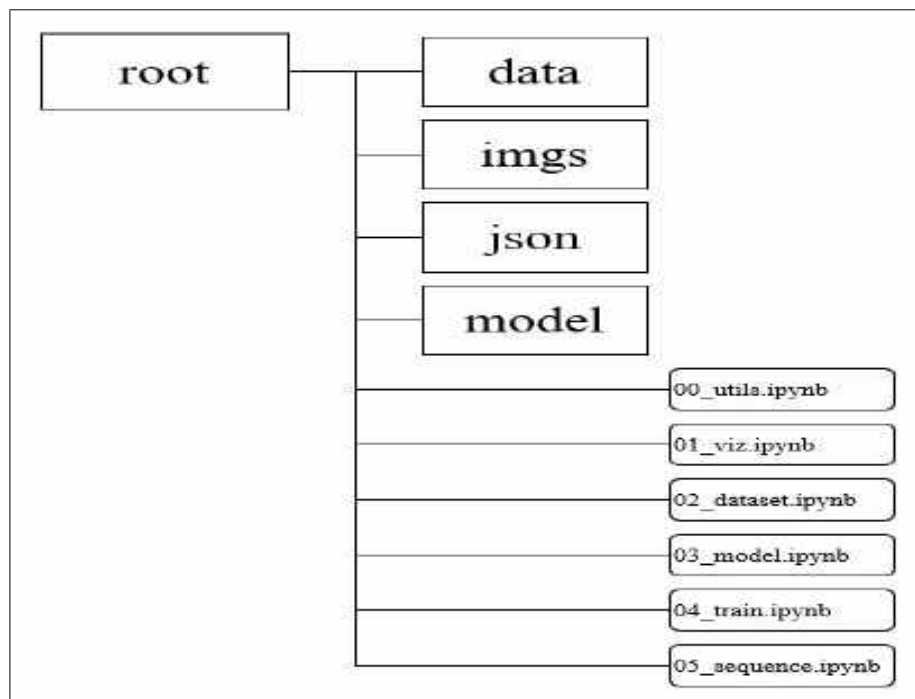 root
data
imgs
json
model
00_utils.ipynb
01_viz.ipynb
02_dataset.ipynb
03_model.ipynb
04_train.ipynb
05_sequence.ipynb